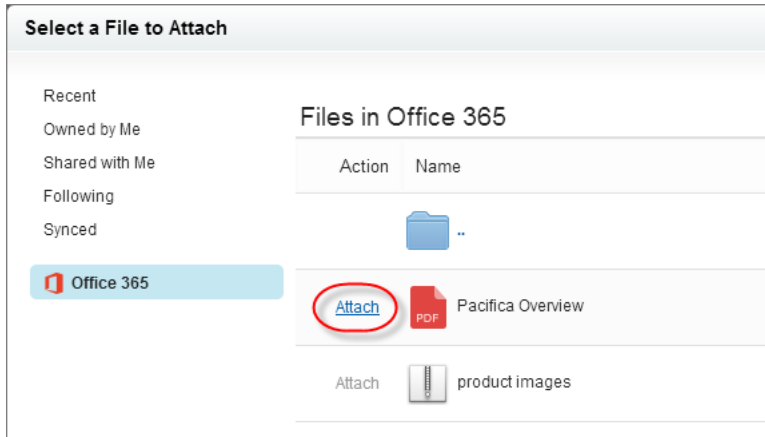 Select a File to Attach
Recent
Owned by Me
Shared with Me
Following
Synced
Office 365
Files in Office 365
Action Name
..
Attach PDF Pacifica Overview
Attach product images